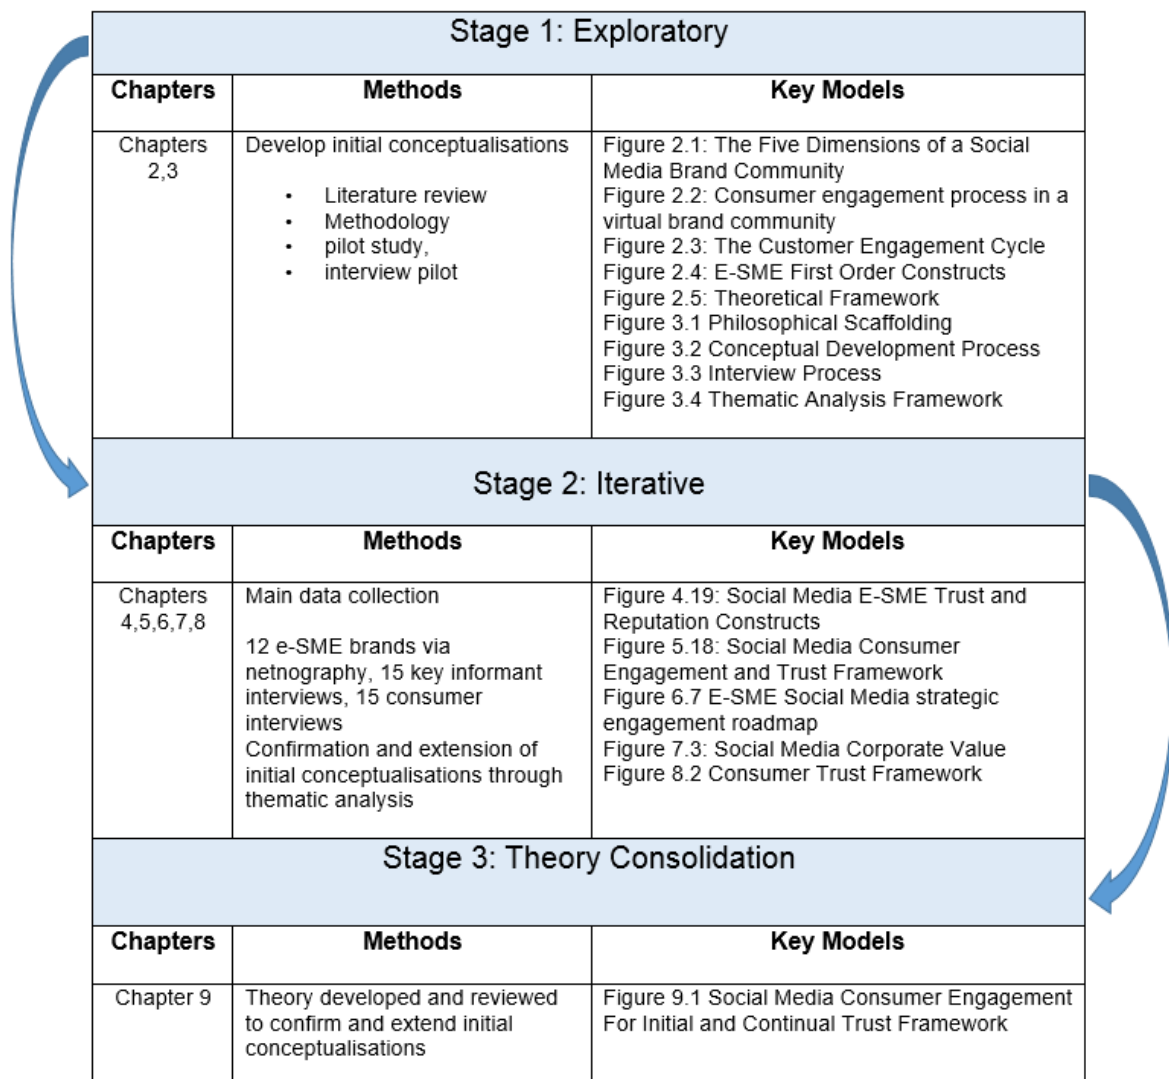 Stage 1: Exploratory
Chapters
Methods
Key Models
Chapters
2,3
Develop initial conceptualisations
• Literature review
• Methodology
• pilot study,
• interview pilot
Figure 2.1: The Five Dimensions of a Social
Media Brand Community
Figure 2.2: Consumer engagement process in a
virtual brand community
Figure 2.3: The Customer Engagement Cycle
Figure 2.4: E-SME First Order Constructs
Figure 2.5: Theoretical Framework
Figure 3.1 Philosophical Scaffolding
Figure 3.2 Conceptual Development Process
Figure 3.3 Interview Process
Figure 3.4 Thematic Analysis Framework
Stage 2: Iterative
Chapters
Methods
Key Models
Chapters
4,5,6,7,8
Main data collection
12 e-SME brands via
netnography, 15 key informant
interviews, 15 consumer
interviews
Confirmation and extension of
initial conceptualisations through
thematic analysis
Figure 4.19: Social Media E-SME Trust and
Reputation Constructs
Figure 5.18: Social Media Consumer
Engagement and Trust Framework
Figure 6.7 E-SME Social Media strategic
engagement roadmap
Figure 7.3: Social Media Corporate Value
Figure 8.2 Consumer Trust Framework
Stage 3: Theory Consolidation
Chapters
Methods
Key Models
Chapter 9
Theory developed and reviewed
to confirm and extend initial
conceptualisations
Figure 9.1 Social Media Consumer Engagement
For Initial and Continual Trust Framework